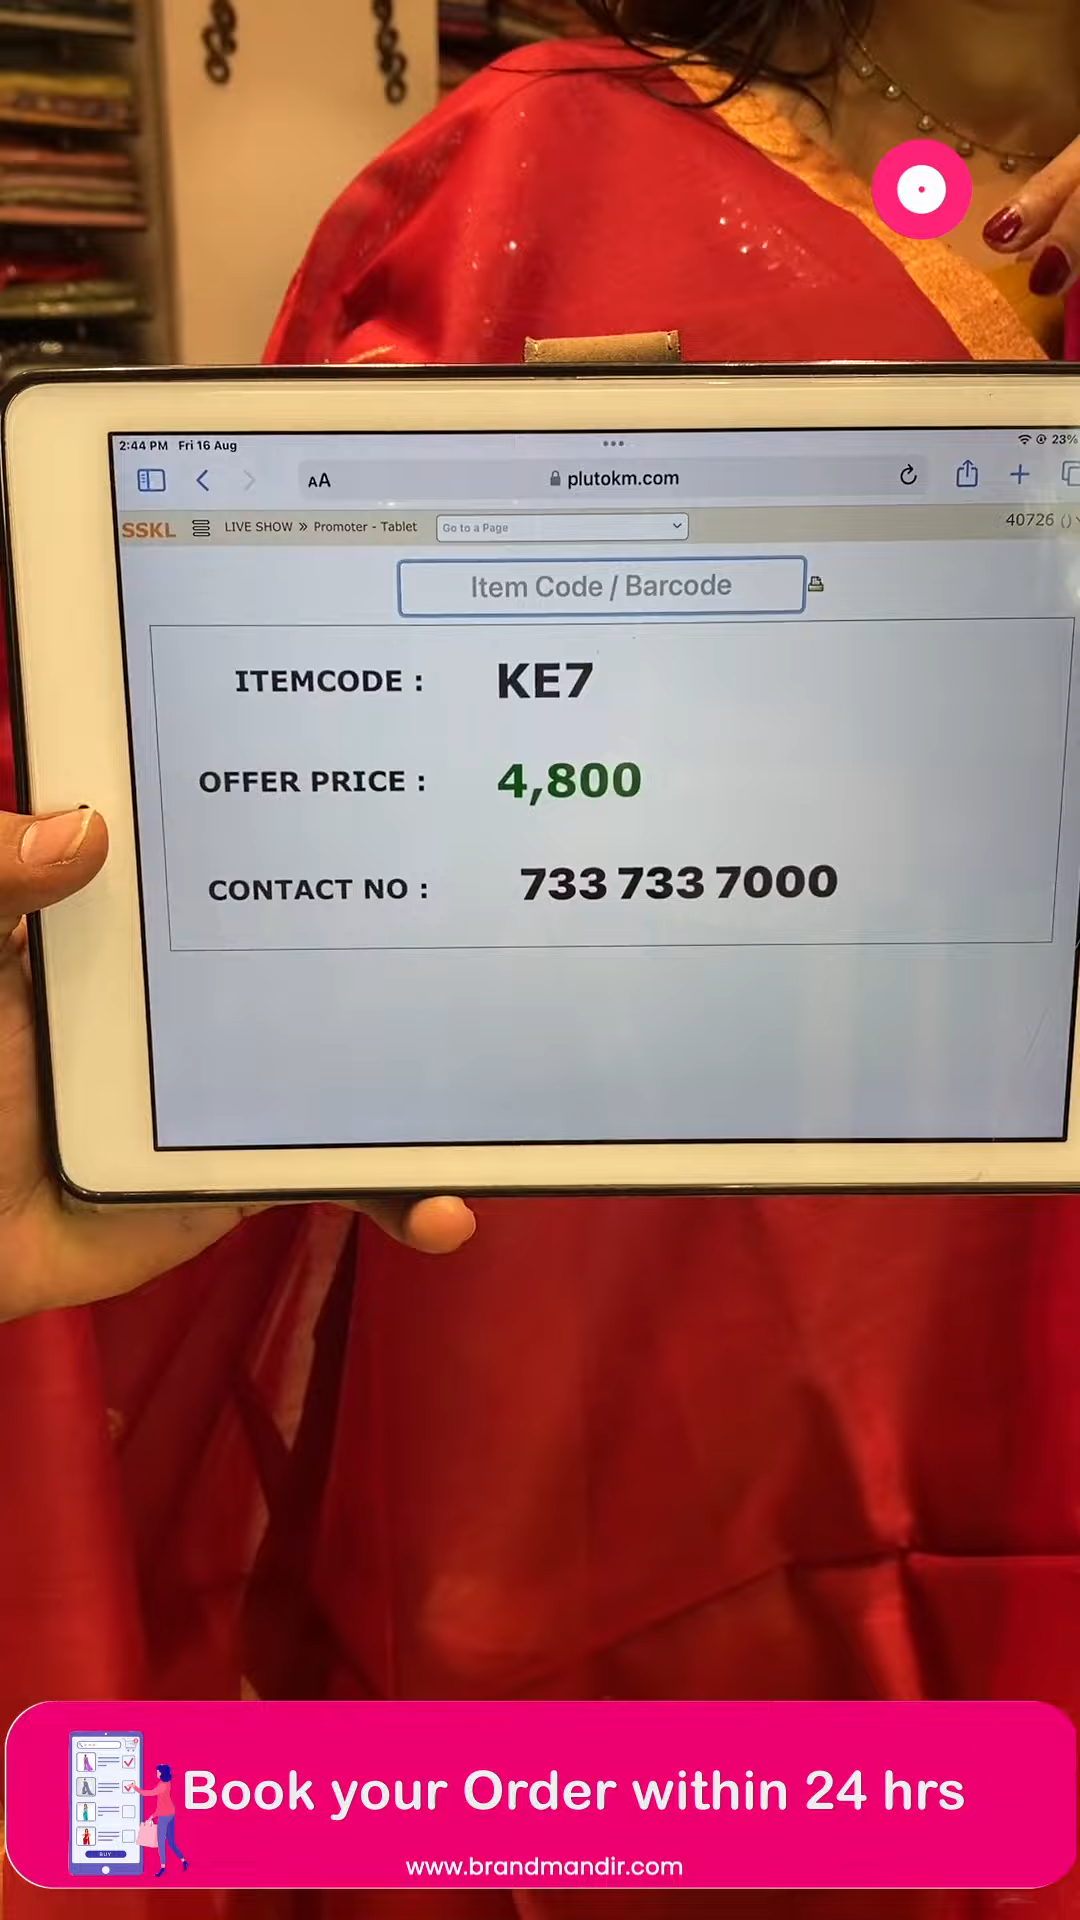 2:44 PM Fri 16 Aug
23%
AA
plutokm.com
SSKL LIVE SHOW » Promoter - Tablet Go to a Page 40726 ()
Item Code / Barcode
ITEMCODE : KE7
OFFER PRICE : 4,800
CONTACT NO : 733 733 7000
Book your Order within 24 hrs
BUY
www.brandmandir.com